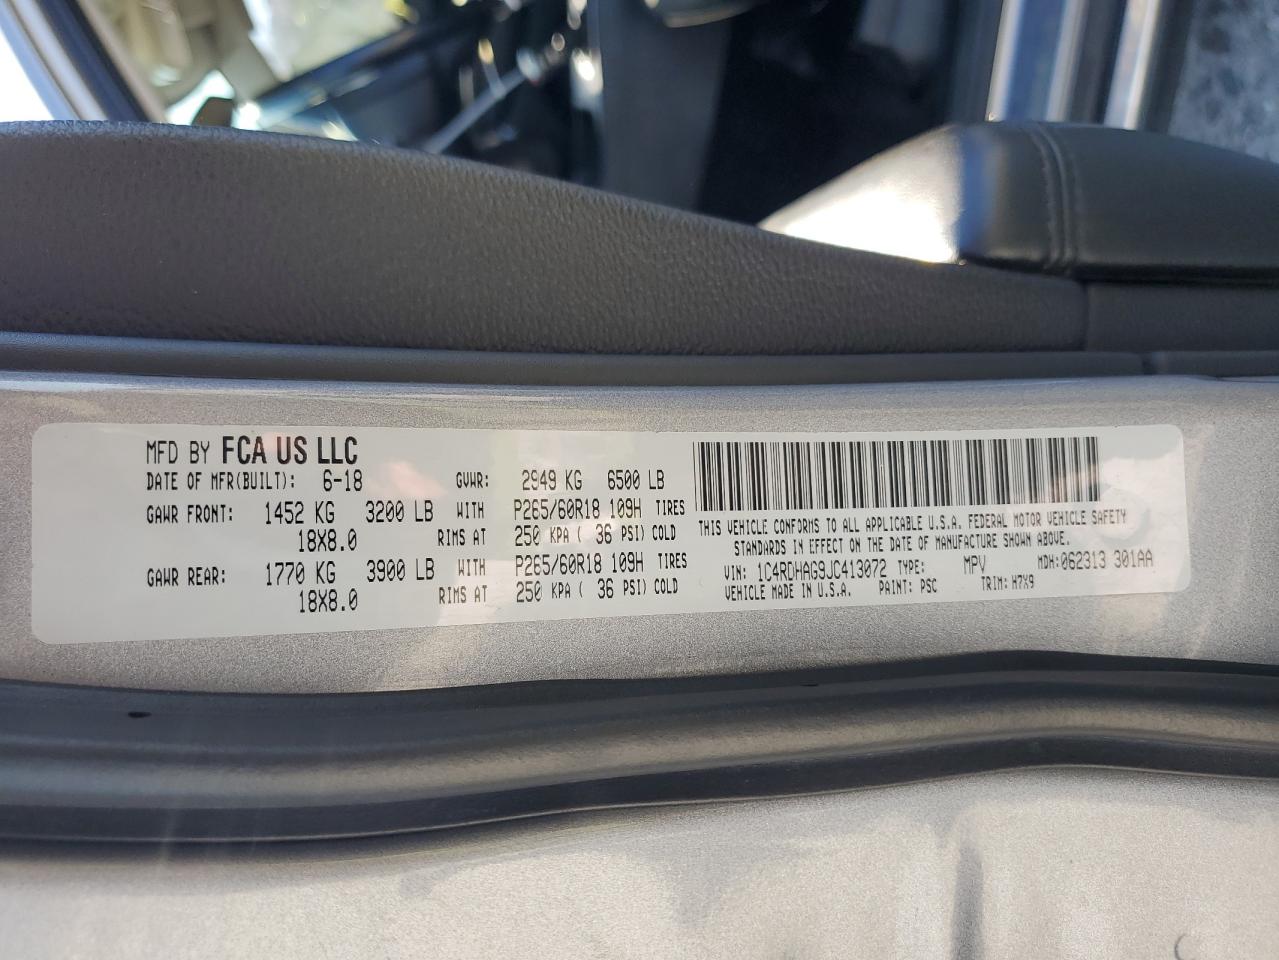 MFD BY FCA US LLC
DATE OF MFR(BUILT): 6-18 GVWR: 2949 KG 6500 LB
GAWR FRONT: 1452 KG 3200 LB WITH P265/60R18 109H TIRES
18X8.0 RIMS AT 250 KPA ( 36 PSI) COLD
GAWR REAR: 1770 KG 3900 LB WITH P265/60R18 109H TIRES
18X8.0 RIMS AT 250 KPA ( 36 PSI) COLD
THIS VEHICLE CONFORMS TO ALL APPLICABLE U.S.A. FEDERAL MOTOR VEHICLE SAFETY
STANDARDS IN EFFECT ON THE DATE OF MANUFACTURE SHOWN ABOVE.
VIN: 1C4RDHAG9JC413072 TYPE: MPV MDH: 062313 301AA
VEHICLE MADE IN U.S.A. PAINT: PSC TRIM: H7X9